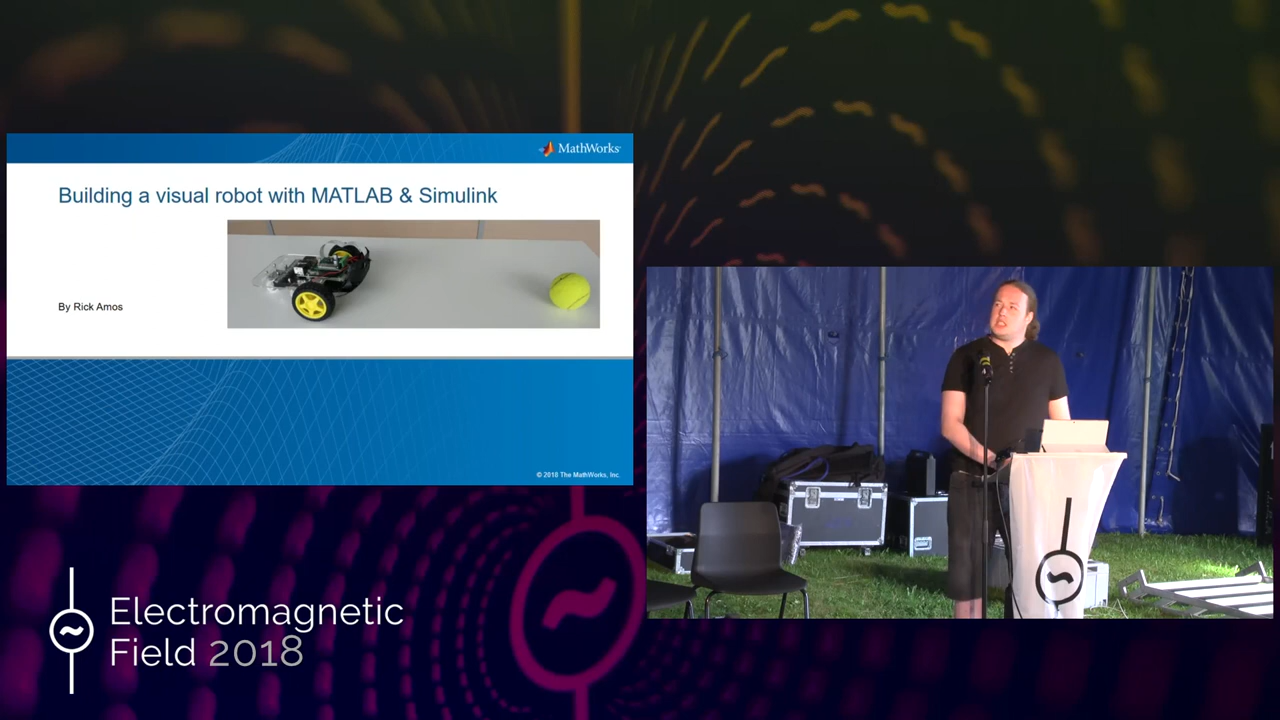 MathWorks
Building a visual robot with MATLAB & Simulink
By Rick Amos
© 2018 The MathWorks, Inc.
Electromagnetic
Field 2018